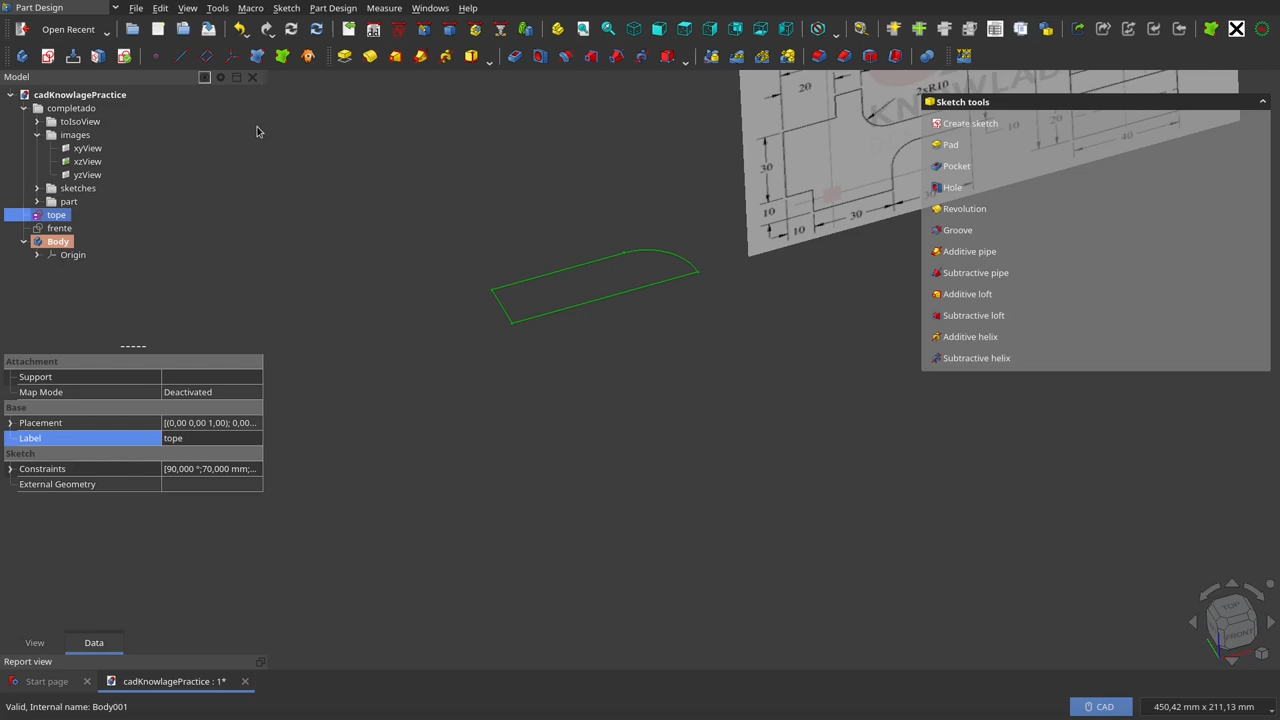 Part Design File Edit View Tools Macro Sketch Part Design Measure Windows Help
Open Recent
Model
cadKnowlagePractice
completado
toIsoView
images
xyView
xzView
yzView
sketches
part
tope
frente
Body
Origin
Attachment
Support
Map Mode Deactivated
Base
Placement [(0,00 0,00 1,00); 0,00...
Label tope
Sketch
Constraints [90,000 °;70,000 mm;...
External Geometry
View Data
Report view
Start page cadKnowlagePractice : 1*
Valid, Internal name: Body001
20
2xR10
30
10
10
30
10
20
40
Sketch tools
Create sketch
Pad
Pocket
Hole
Revolution
Groove
Additive pipe
Subtractive pipe
Additive loft
Subtractive loft
Additive helix
Subtractive helix
TOP
FRONT
CAD 450,42 mm x 211,13 mm